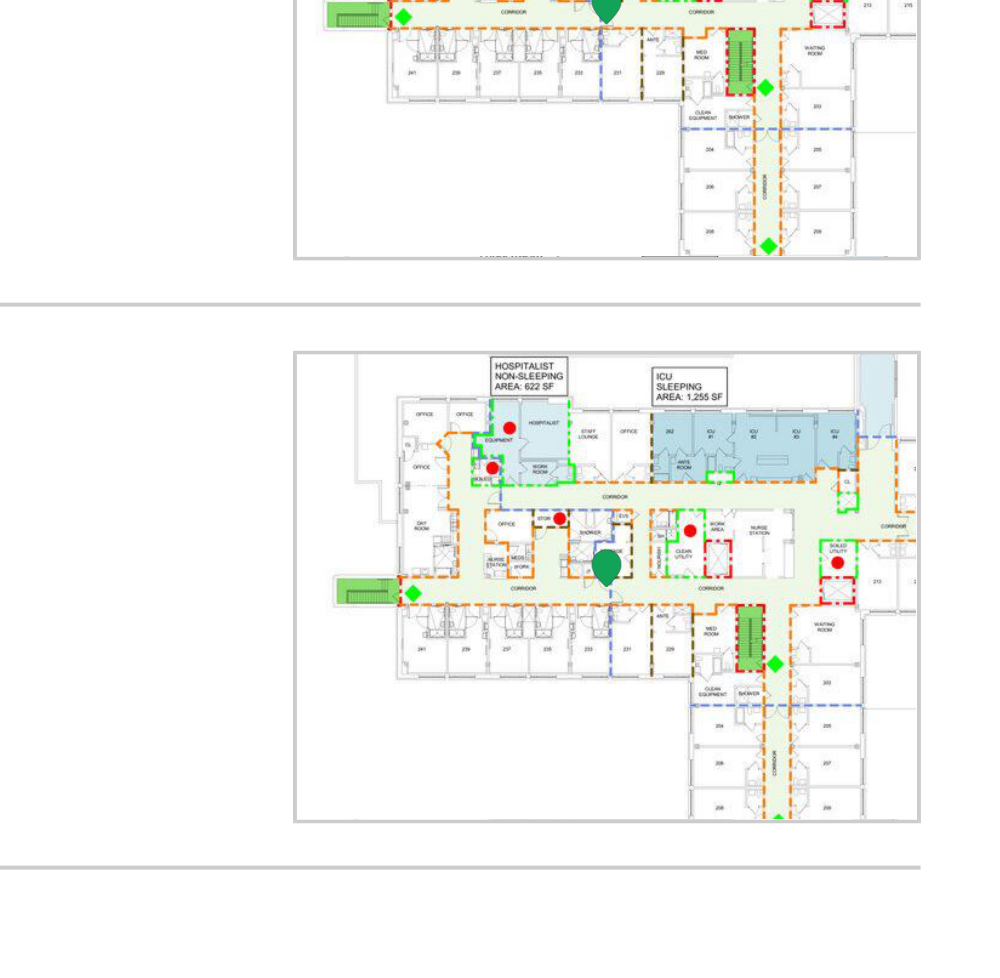 CORRIDOR
CORRIDOR
213
215
241
239
237
235
233
231
229
ANTE
MED
ROOM
WAITING
ROOM
203
CLEAN
EQUIPMENT
SHOWER
204
205
CORRIDOR
206
207
208
209
HOSPITALIST
NON-SLEEPING
AREA: 622 SF
ICU
SLEEPING
AREA: 1,255 SF
OFFICE
OFFICE
HOSPITALIST
EQUIPMENT
STAFF
LOUNGE
OFFICE
262
ICU
#1
ICU
#2
ICU
#3
ICU
#4
CL
OFFICE
ANTE
ROOM
WORK
ROOM
SOILED
CL
CORRIDOR
DAY
ROOM
OFFICE
STOR
SHOWER
EVS
WORK
AREA
NURSE
STATION
CORRIDOR
SOILED
UTILITY
CLEAN
UTILITY
NOURISH
NURSE
STATION
MEDS
WORK
CORRIDOR
CORRIDOR
213
241
239
237
235
233
231
229
ANTE
MED
ROOM
WAITING
ROOM
203
CLEAN
EQUIPMENT
SHOWER
204
205
CORRIDOR
206
207
208
209